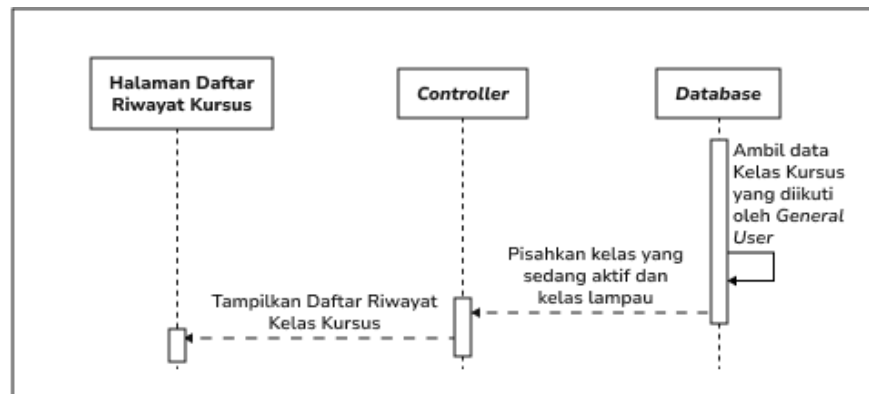 Halaman Daftar
Riwayat Kursus
Controller
Database
Ambil data
Kelas Kursus
yang diikuti
oleh General
User
Pisahkan kelas yang
sedang aktif dan
kelas lampau
Tampilkan Daftar Riwayat
Kelas Kursus